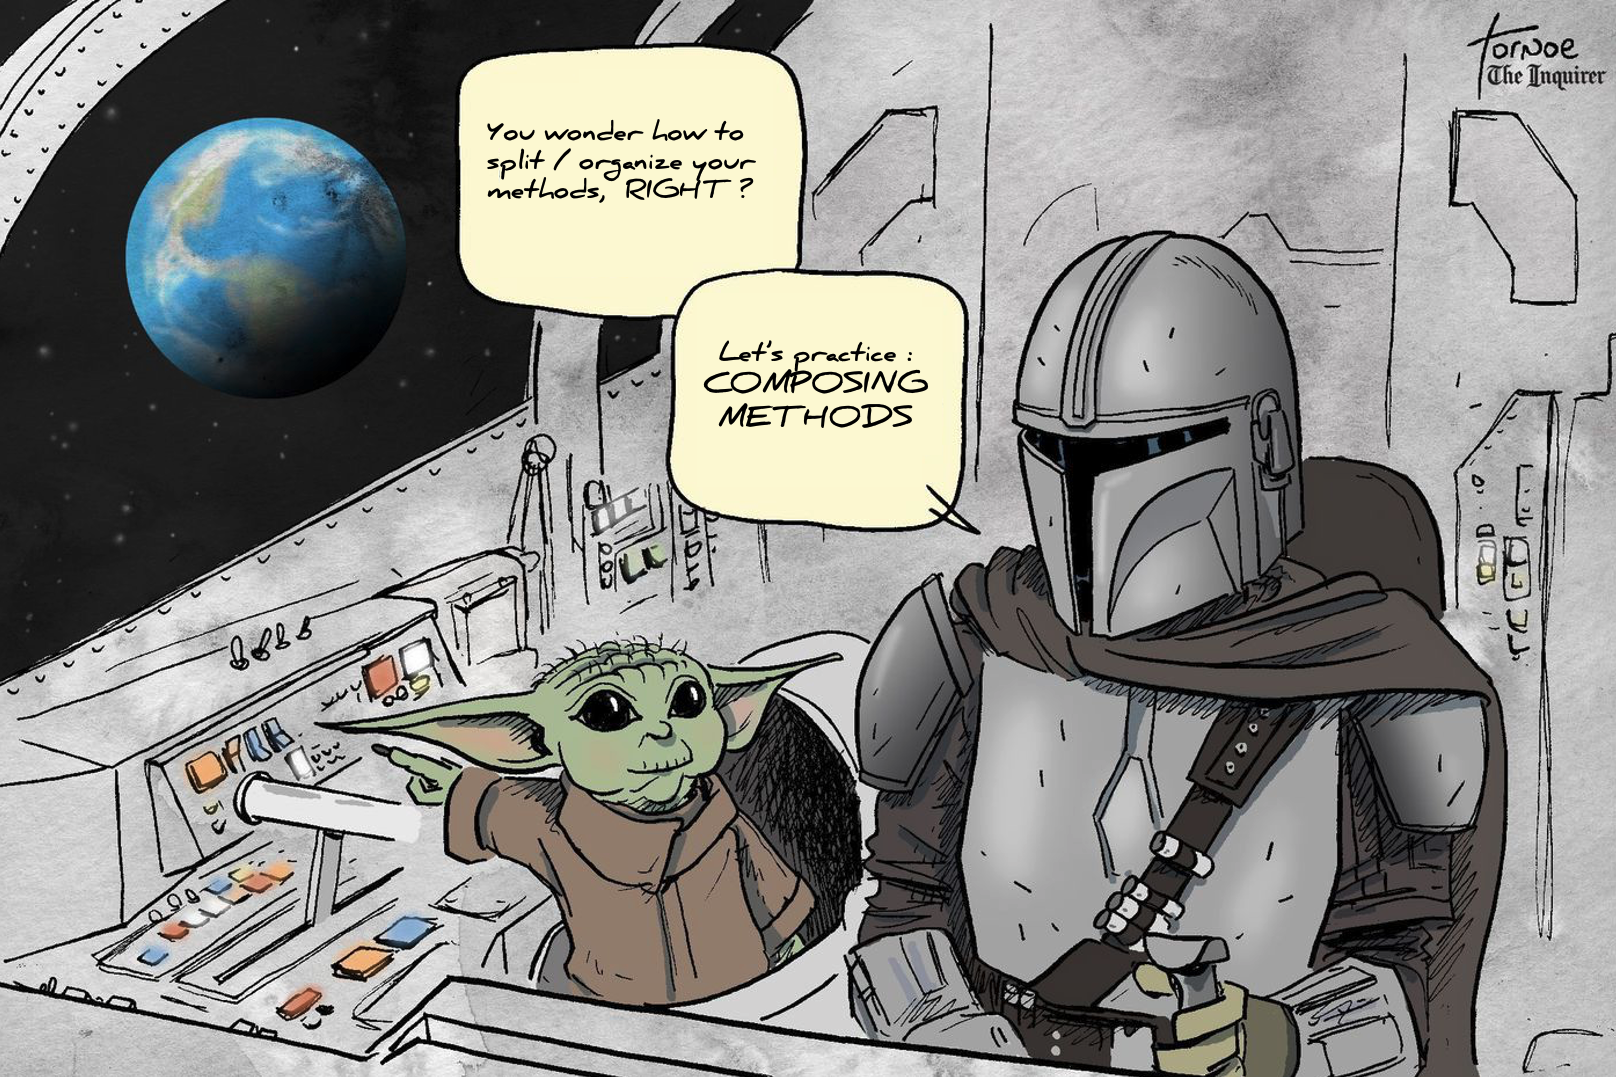 Tornoe
The Inquirer
You wonder how to
split / organize your
methods, RIGHT ?
Let's practice :
COMPOSING
METHODS